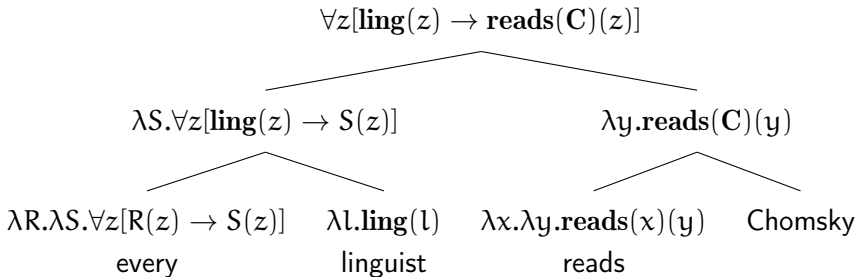 ∀z[ling(z) → reads(C)(z)]
λS.∀z[ling(z) → S(z)] λy.reads(C)(y)
λR.λS.∀z[R(z) → S(z)] λl.ling(l) λx.λy.reads(x)(y) Chomsky
every linguist reads